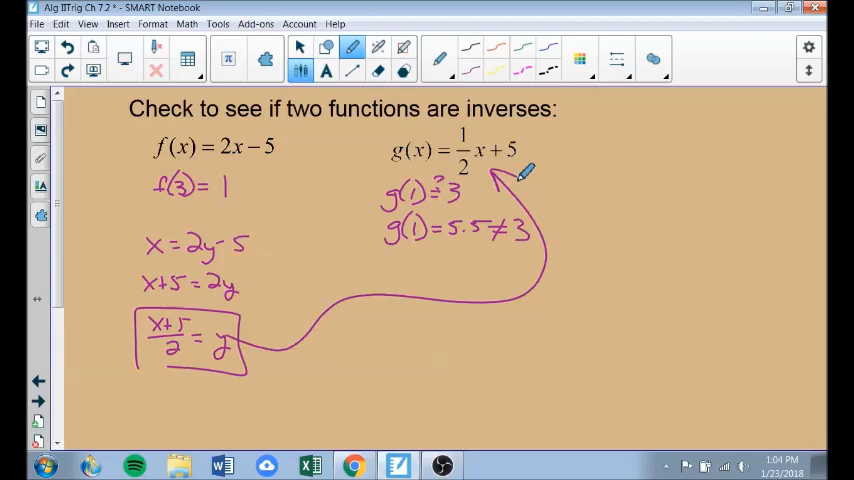 Alg IITrig Ch 7.2 * - SMART Notebook
File Edit View Insert Format Tools Add-ons Account Help
Check to see if two functions are inverses:
f(x) = 2x − 5
g(x) = 1/2 x + 5
f(3) = 1
g(1) ≟ 3
g(1) = 5.5 ≠ 3
x = 2y − 5
x+5 = 2y
x+5/2 = y
1:04 PM
1/23/2018